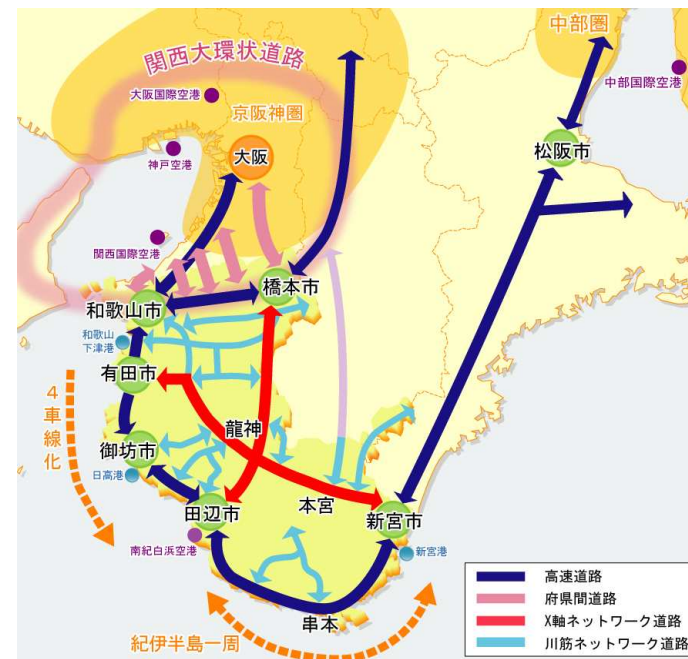 中部圏
関西大環状道路
中部国際空港
大阪国際空港
京阪神圏
大阪
松阪市
神戸空港
関西国際空港
橋本市
和歌山市
和歌山
下津港
有田市
4車線化
龍神
御坊市
日高港
本宮
田辺市
新宮市
南紀白浜空港
新宮港
串本
紀伊半島一周
高速道路
府県間道路
X軸ネットワーク道路
川筋ネットワーク道路